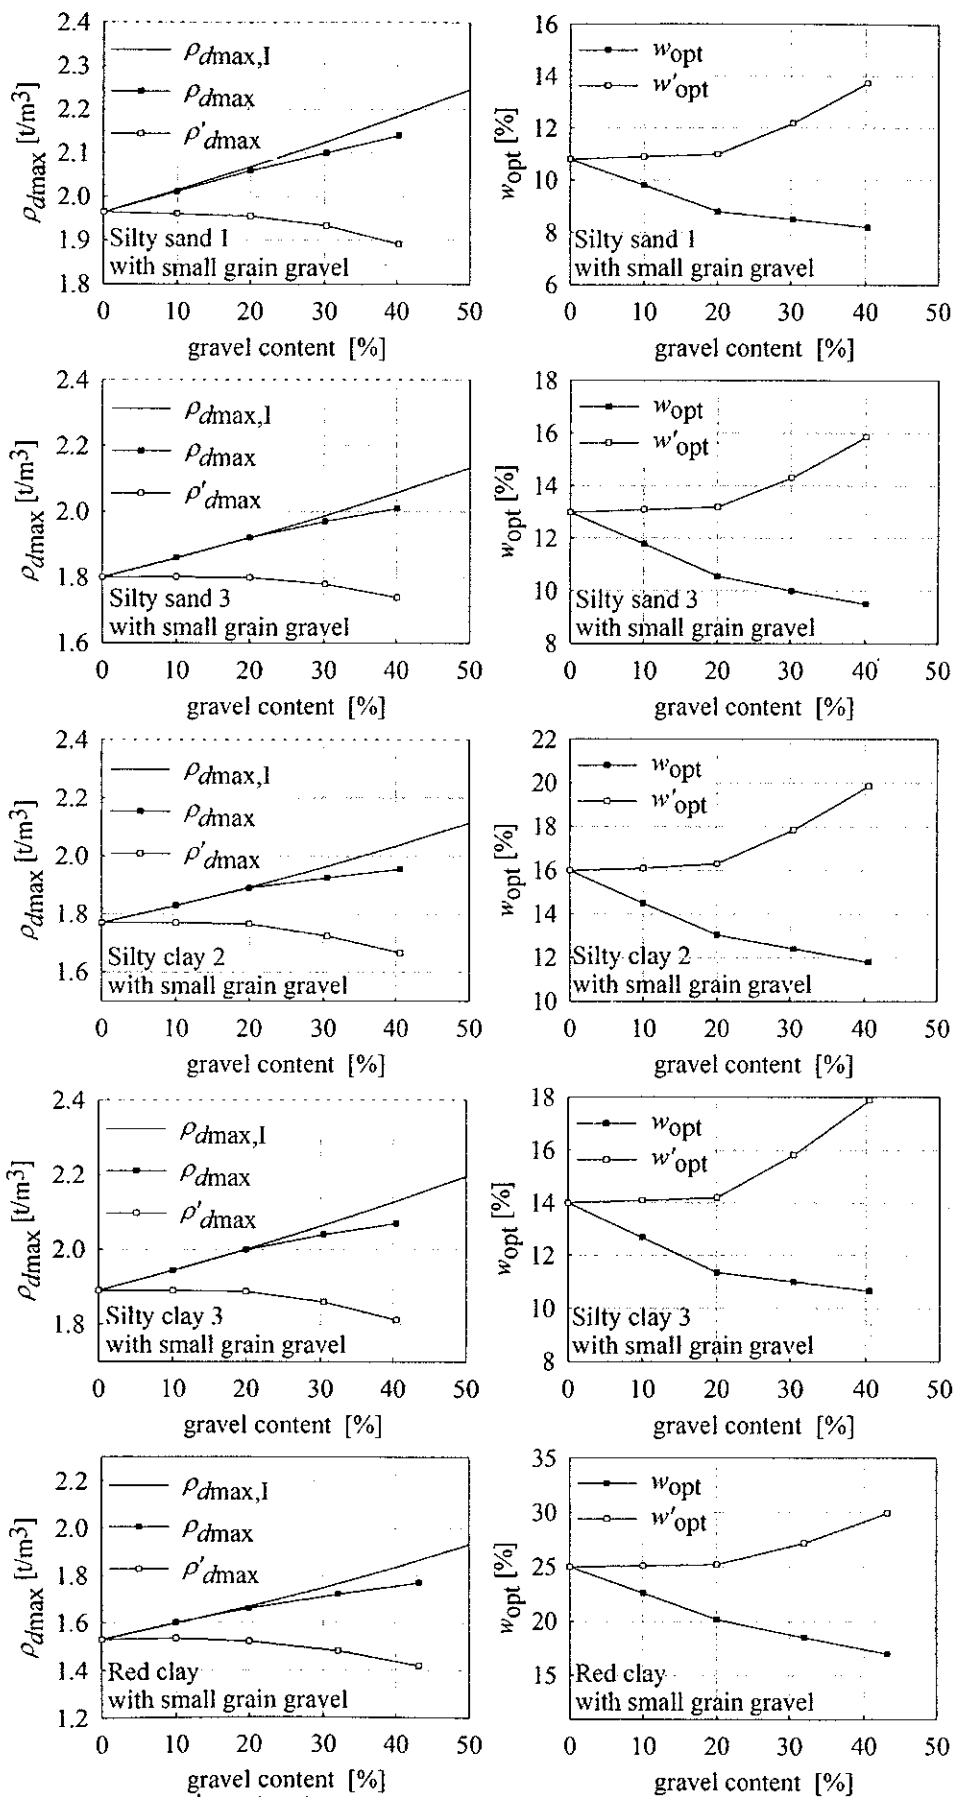 2.4
2.3
2.2
2.1
2.0
1.9
1.8
ρdmax [t/m³]
ρdmax,I
ρdmax
ρ'dmax
Silty sand 1
with small grain gravel
0 10 20 30 40 50
gravel content [%]
16
14
12
10
8
6
wopt [%]
wopt
w'opt
Silty sand 1
with small grain gravel
0 10 20 30 40 50
gravel content [%]
2.4
2.2
2.0
1.8
1.6
ρdmax [t/m³]
ρdmax,I
ρdmax
ρ'dmax
Silty sand 3
with small grain gravel
0 10 20 30 40 50
gravel content [%]
18
16
14
12
10
8
wopt [%]
wopt
w'opt
Silty sand 3
with small grain gravel
0 10 20 30 40 50
gravel content [%]
2.4
2.2
2.0
1.8
1.6
ρdmax [t/m³]
ρdmax,I
ρdmax
ρ'dmax
Silty clay 2
with small grain gravel
0 10 20 30 40 50
gravel content [%]
22
20
18
16
14
12
10
wopt [%]
wopt
w'opt
Silty clay 2
with small grain gravel
0 10 20 30 40 50
gravel content [%]
2.4
2.2
2.0
1.8
ρdmax [t/m³]
ρdmax,I
ρdmax
ρ'dmax
Silty clay 3
with small grain gravel
0 10 20 30 40 50
gravel content [%]
18
16
14
12
10
8
wopt [%]
wopt
w'opt
Silty clay 3
with small grain gravel
0 10 20 30 40 50
gravel content [%]
2.2
2.0
1.8
1.6
1.4
1.2
ρdmax [t/m³]
ρdmax,I
ρdmax
ρ'dmax
Red clay
with small grain gravel
0 10 20 30 40 50
gravel content [%]
35
30
25
20
15
wopt [%]
wopt
w'opt
Red clay
with small grain gravel
0 10 20 30 40 50
gravel content [%]